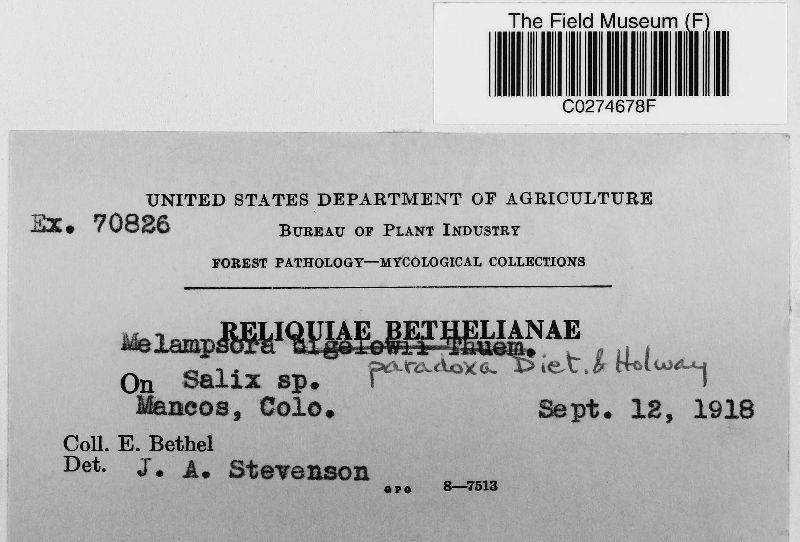 The Field Museum (F)
C0274678F
UNITED STATES DEPARTMENT OF AGRICULTURE
Ex. 70826
BUREAU OF PLANT INDUSTRY
FOREST PATHOLOGY—MYCOLOGICAL COLLECTIONS
RELIQUIAE BETHELIANAE
Melampsora bigelowii Thuem.
paradoxa Diet. & Holway
On Salix sp.
Mancos, Colo. Sept. 12, 1918
Coll. E. Bethel
Det. J. A. Stevenson
GPO 8—7513